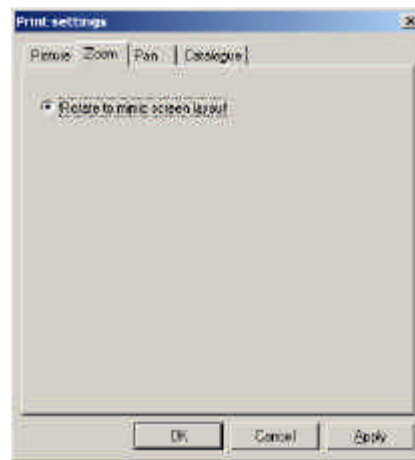 Print settings
Picture Zoom Pan Catalogue
Rotate to mimic screen layout
OK Cancel Apply